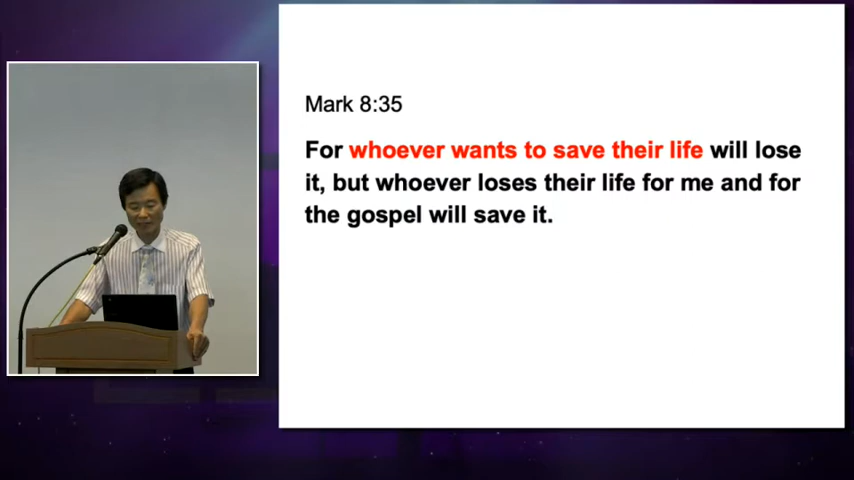 Mark 8:35
For whoever wants to save their life will lose
it, but whoever loses their life for me and for
the gospel will save it.